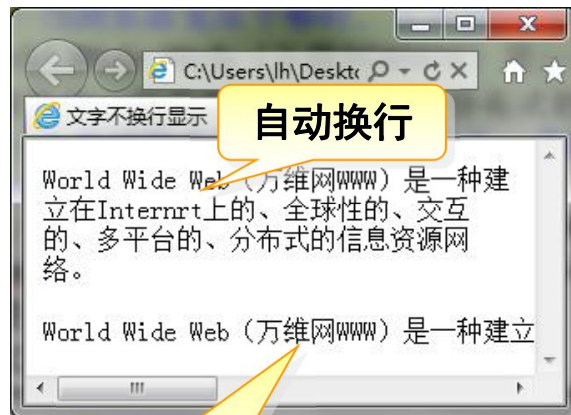 C:\Users\lh\Deskt
文字不换行显示
自动换行
World Wide Web（万维网WWW）是一种建
立在Internrt上的、全球性的、交互
的、多平台的、分布式的信息资源网
络。
World Wide Web（万维网WWW）是一种建立